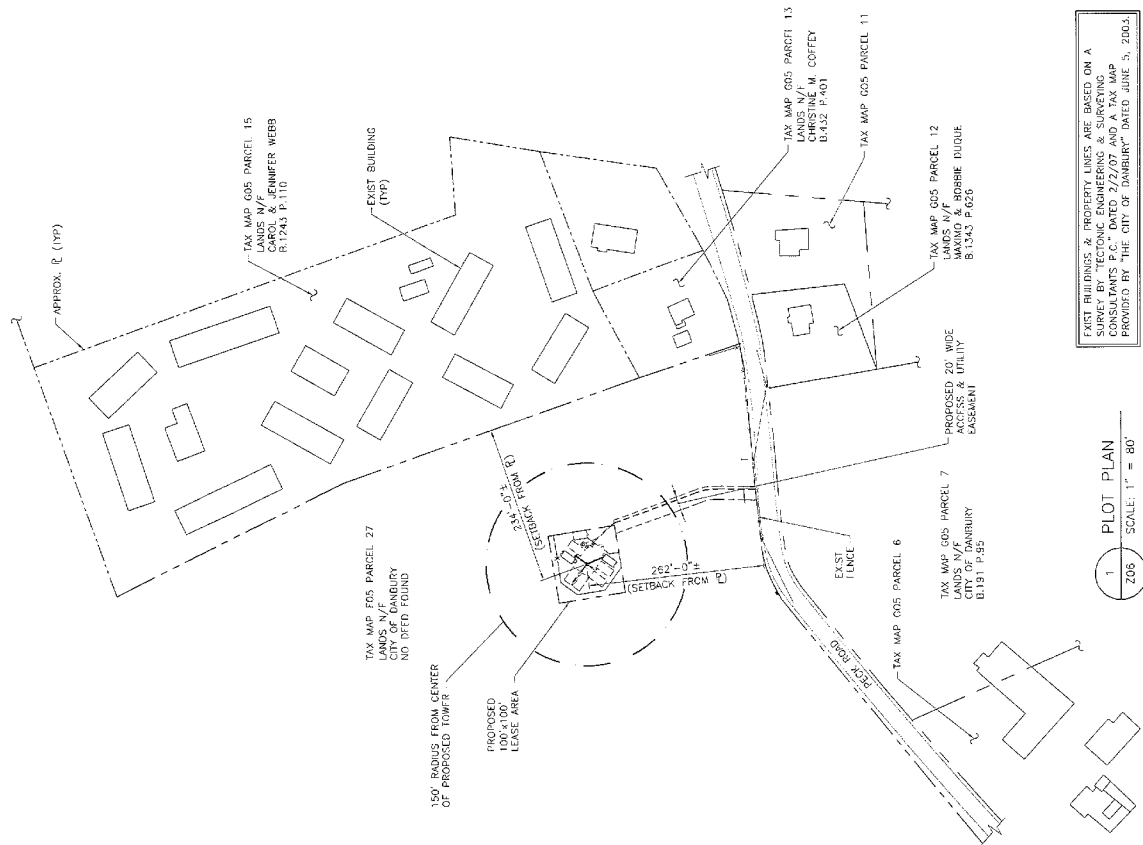 APPROX. ⅊ (TYP)
TAX MAP G05 PARCEL 15
LANDS N/F
CAROL & JENNIFER WEBB
B.1243 P.110
EXIST BUILDING
(TYP)
TAX MAP G05 PARCEL 13
LANDS N/F
CHRISTINE M. COFFEY
B.432 P.401
TAX MAP G05 PARCEL 11
TAX MAP G05 PARCEL 12
LANDS N/F
MAXIMO & BOBBIE DUQUE
B.1343 P.626
TAX MAP F05 PARCEL 27
LANDS N/F
CITY OF DANBURY
NO DEED FOUND
150' RADIUS FROM CENTER
OF PROPOSED TOWER
PROPOSED
100'x100'
LEASE AREA
234'-0"±
(SETBACK FROM ⅊)
262'-0"±
(SETBACK FROM ⅊)
PROPOSED 20' WIDE
ACCESS & UTILITY
EASEMENT
EXIST
FENCE
TAX MAP G05 PARCEL 7
LANDS N/F
CITY OF DANBURY
B.191 P.95
TAX MAP G05 PARCEL 6
PECK ROAD
1
Z06
PLOT PLAN
SCALE: 1" = 80'
EXIST BUILDINGS & PROPERTY LINES ARE BASED ON A
SURVEY BY "TECTONIC ENGINEERING & SURVEYING
CONSULTANTS P.C." DATED 2/2/07 AND A TAX MAP
PROVIDED BY "THE CITY OF DANBURY" DATED JUNE 5, 2003.